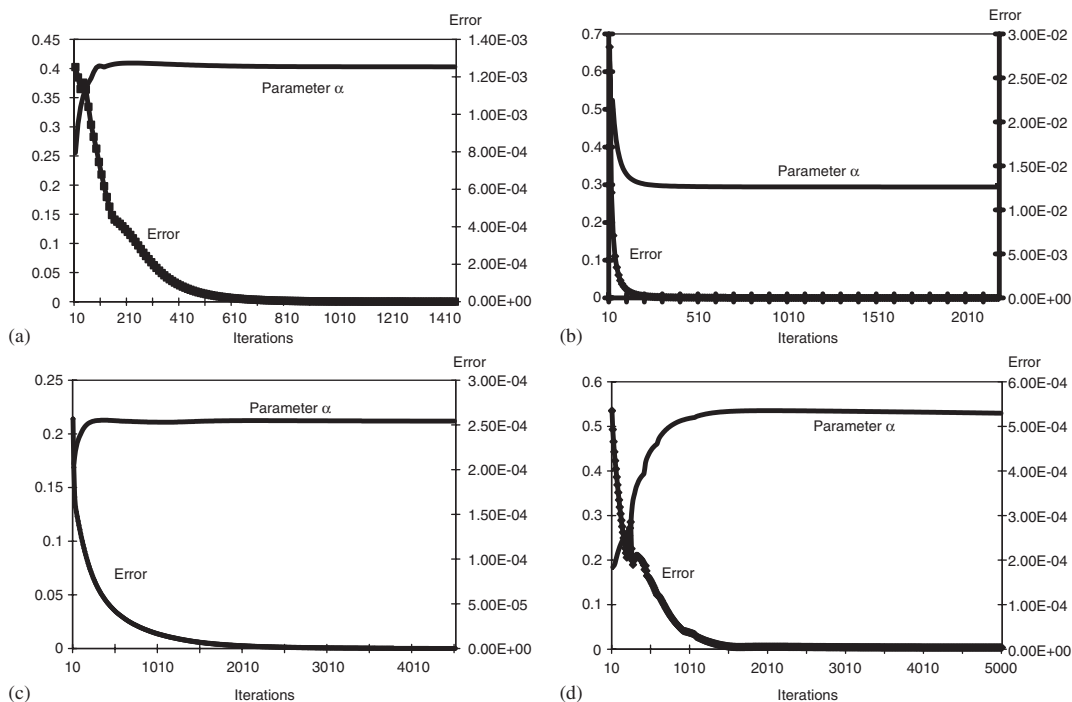 Error
0.45
0.4
0.35
0.3
0.25
0.2
0.15
0.1
0.05
0
1.40E-03
1.20E-03
1.00E-03
8.00E-04
6.00E-04
4.00E-04
2.00E-04
0.00E+00
Parameter α
Error
10 210 410 610 810 1010 1210 1410
Iterations
(a)
Error
0.7
0.6
0.5
0.4
0.3
0.2
0.1
0
3.00E-02
2.50E-02
2.00E-02
1.50E-02
1.00E-02
5.00E-03
0.00E+00
Parameter α
Error
10 510 1010 1510 2010
Iterations
(b)
Error
0.25
0.2
0.15
0.1
0.05
0
3.00E-04
2.50E-04
2.00E-04
1.50E-04
1.00E-04
5.00E-05
0.00E+00
Parameter α
Error
10 1010 2010 3010 4010
Iterations
(c)
Error
0.6
0.5
0.4
0.3
0.2
0.1
0
6.00E-04
5.00E-04
4.00E-04
3.00E-04
2.00E-04
1.00E-04
0.00E+00
Parameter α
Error
10 1010 2010 3010 4010 5000
Iterations
(d)